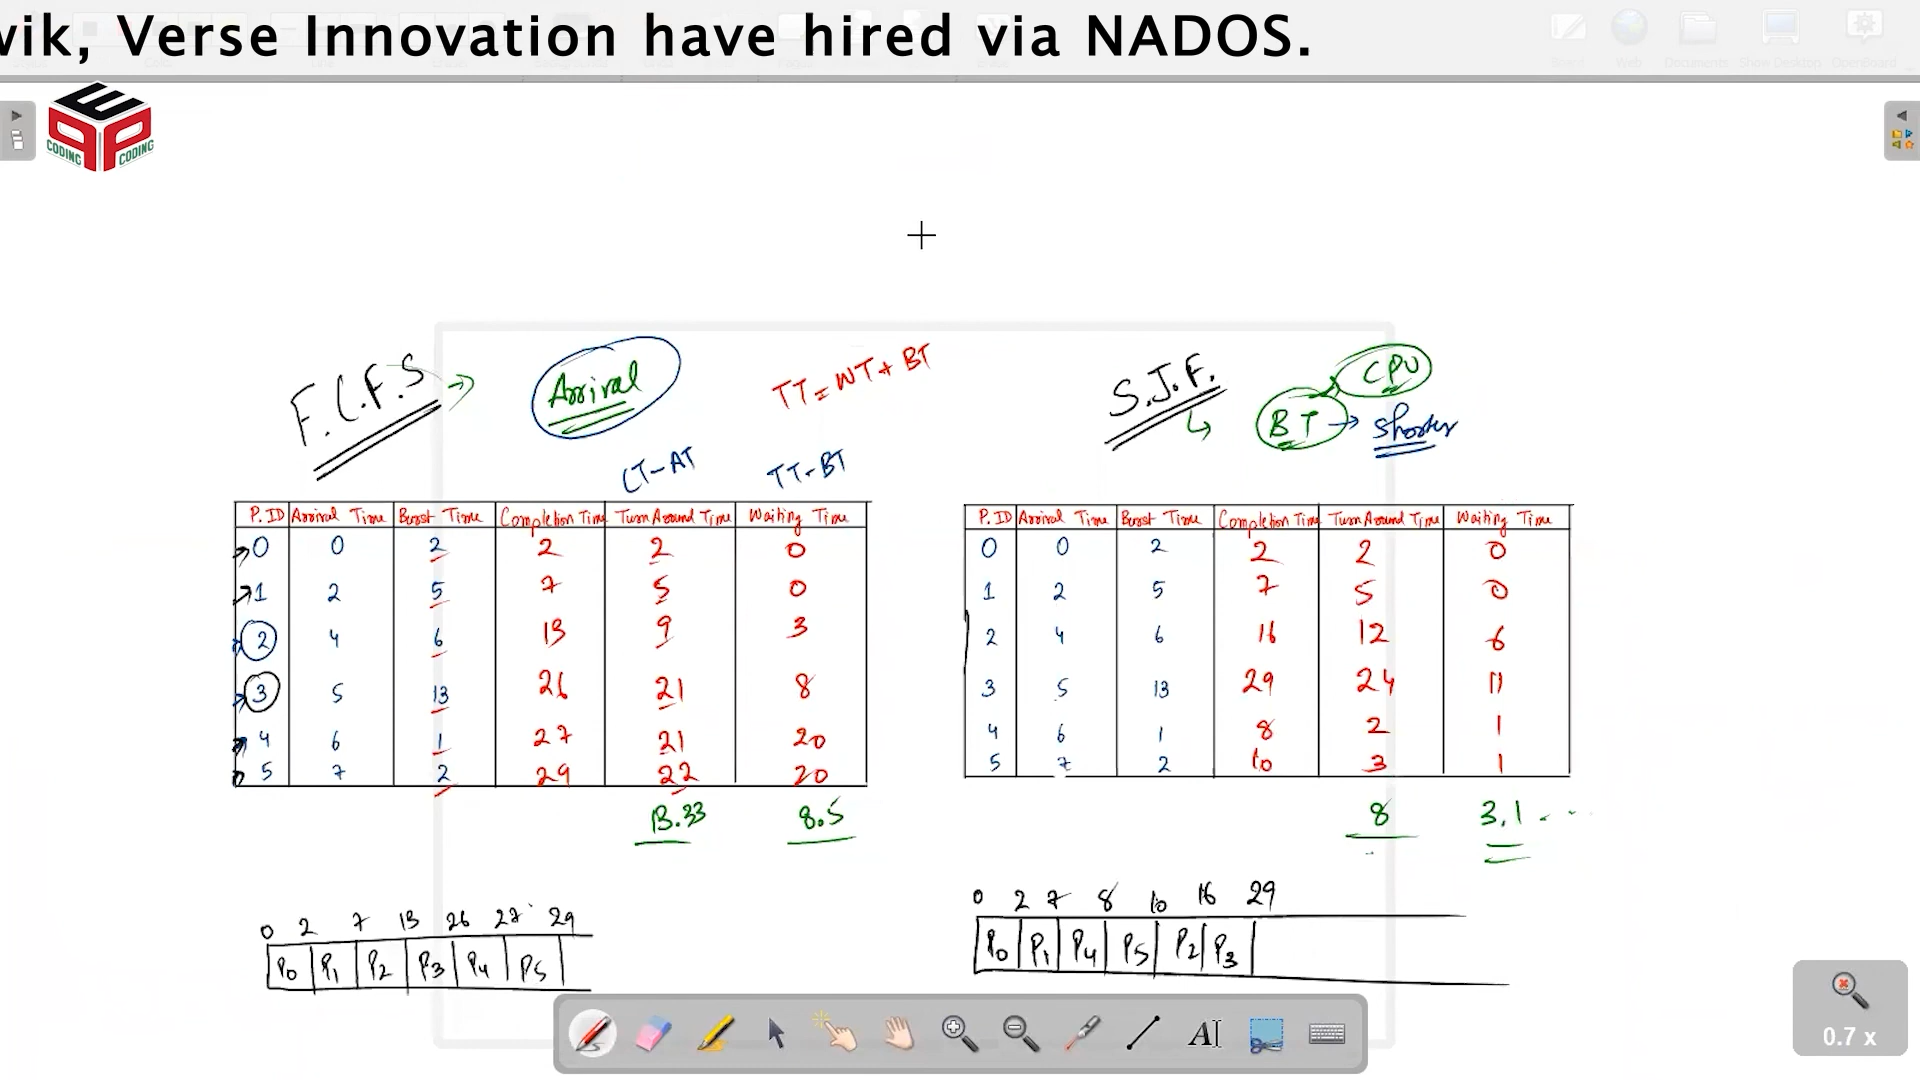 vik, Verse Innovation have hired via NADOS.
PEP
CODING CODING
F.C.F.S → Arrival
TT = WT + BT
CT-AT TT-BT
P.ID Arrival Time Burst Time Completion Time Turn Around Time Waiting Time
0 0 2 2 2 0
1 2 5 7 5 0
2 4 6 13 9 3
3 5 13 26 21 8
4 6 1 27 21 20
5 7 2 29 22 20
13.33 8.5
0 2 7 13 26 27 29
P0 P1 P2 P3 P4 P5
S.J.F. CPU
BT → Shorter
P.ID Arrival Time Burst Time Completion Time Turn Around Time Waiting Time
0 0 2 2 2 0
1 2 5 7 5 0
2 4 6 16 12 6
3 5 13 29 24 11
4 6 1 8 2 1
5 7 2 10 3 1
8 3.1 . . .
0 2 7 8 10 16 29
P0 P1 P4 P5 P2 P3
Web Documents Show Desktop OpenBoard
AI
0.7 x